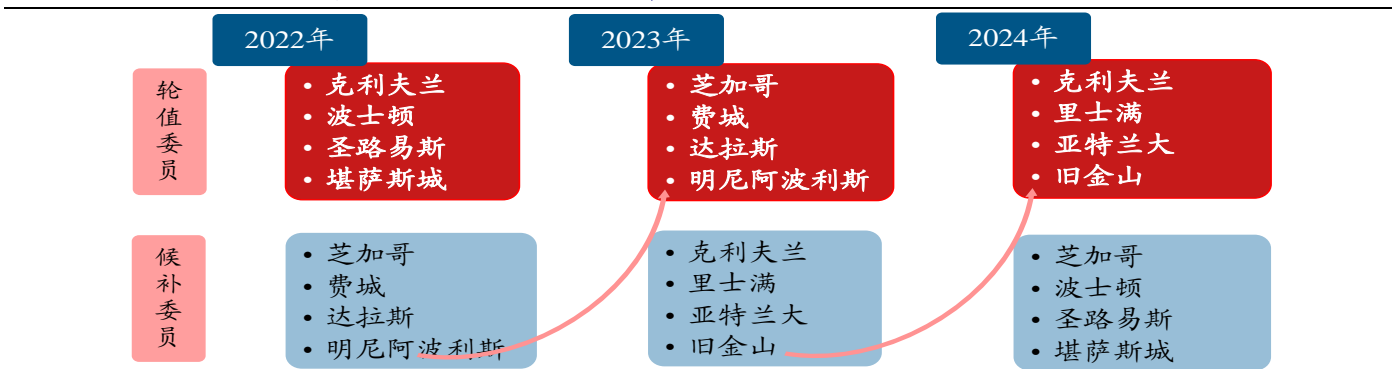 2022年
2023年
2024年
轮值委员
• 克利夫兰
• 波士顿
• 圣路易斯
• 堪萨斯城
• 芝加哥
• 费城
• 达拉斯
• 明尼阿波利斯
• 克利夫兰
• 里士满
• 亚特兰大
• 旧金山
候补委员
• 芝加哥
• 费城
• 达拉斯
• 明尼阿波利斯
• 克利夫兰
• 里士满
• 亚特兰大
• 旧金山
• 芝加哥
• 波士顿
• 圣路易斯
• 堪萨斯城